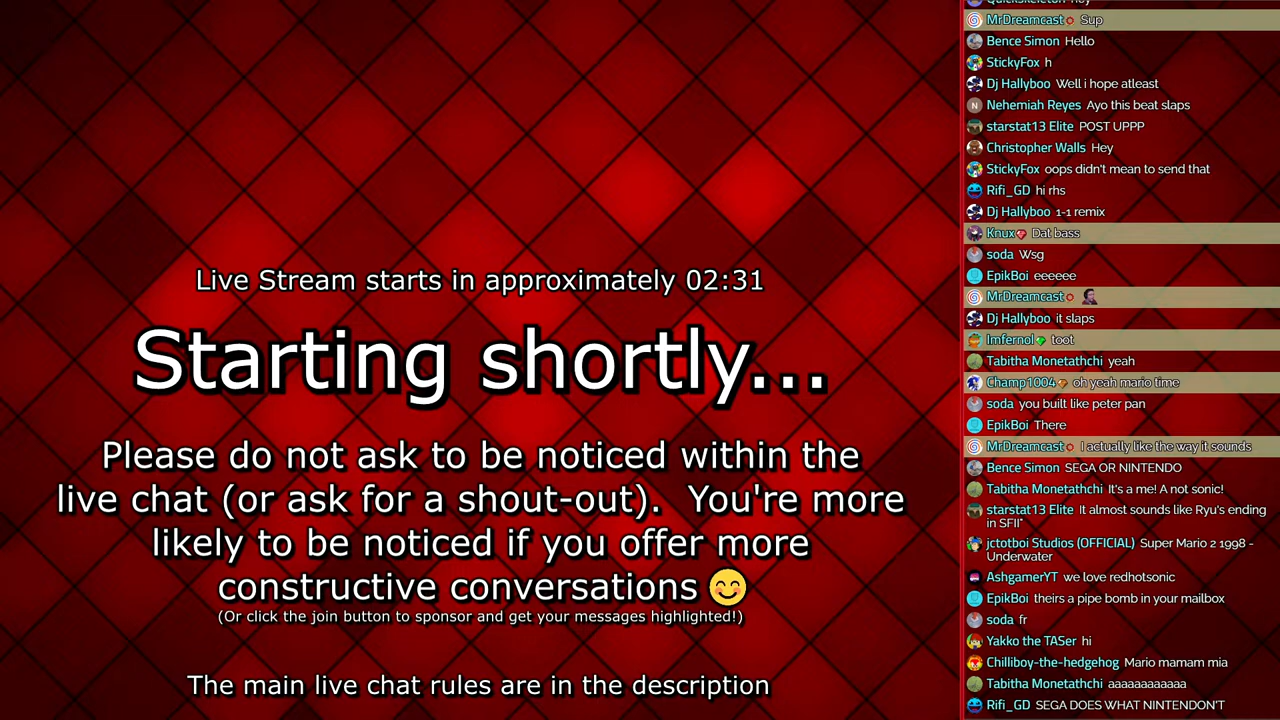 Live Stream starts in approximately 02:31
Starting shortly...
Please do not ask to be noticed within the
live chat (or ask for a shout-out).  You're more
likely to be noticed if you offer more
constructive conversations 😊
(Or click the join button to sponsor and get your messages highlighted!)
The main live chat rules are in the description
MrDreamcast Sup
Bence Simon Hello
StickyFox h
Dj Hallyboo Well i hope atleast
Nehemiah Reyes Ayo this beat slaps
starstat13 Elite POST UPPP
Christopher Walls Hey
StickyFox oops didn't mean to send that
Rifi_GD hi rhs
Dj Hallyboo 1-1 remix
Knux Dat bass
soda Wsg
EpikBoi eeeeee
MrDreamcast
Dj Hallyboo it slaps
Imfernol toot
Tabitha Monetathchi yeah
Champ1004 oh yeah mario time
soda you built like peter pan
EpikBoi There
MrDreamcast I actually like the way it sounds
Bence Simon SEGA OR NINTENDO
Tabitha Monetathchi It's a me! A not sonic!
starstat13 Elite It almost sounds like Ryu's ending
in SFII"
jctotboi Studios (OFFICIAL) Super Mario 2 1998 -
Underwater
AshgamerYT we love redhotsonic
EpikBoi theirs a pipe bomb in your mailbox
soda fr
Yakko the TASer hi
Chilliboy-the-hedgehog Mario mamam mia
Tabitha Monetathchi aaaaaaaaaaaa
Rifi_GD SEGA DOES WHAT NINTENDON'T